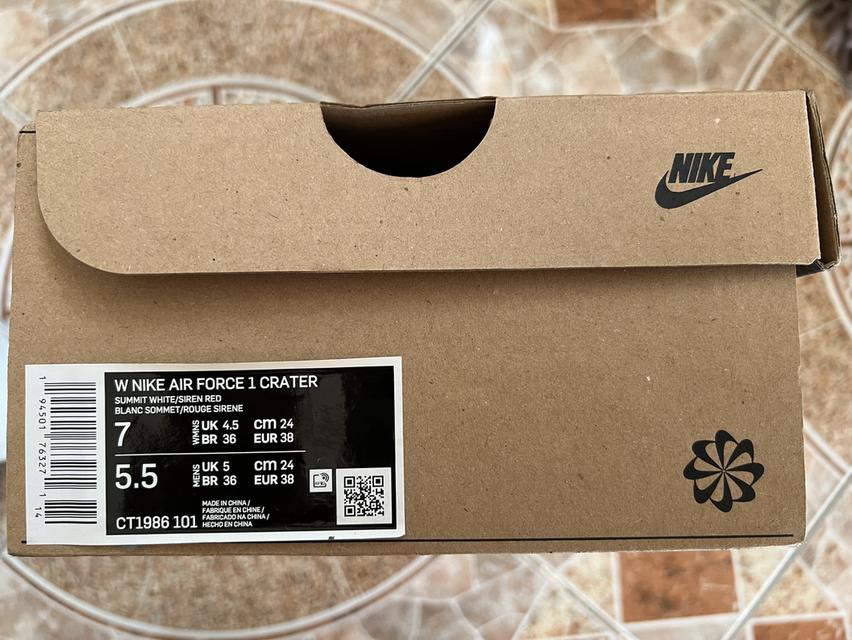 NIKE
W NIKE AIR FORCE 1 CRATER
SUMMIT WHITE/SIREN RED
BLANC SOMMET/ROUGE SIRENE
7 WMNS UK 4.5 cm 24
BR 36 EUR 38
5.5 MENS UK 5 cm 24
BR 36 EUR 38
CT1986 101
MADE IN CHINA /
FABRIQUE EN CHINE /
FABRICADO NA CHINA /
HECHO EN CHINA
1 94501 76327 1 14